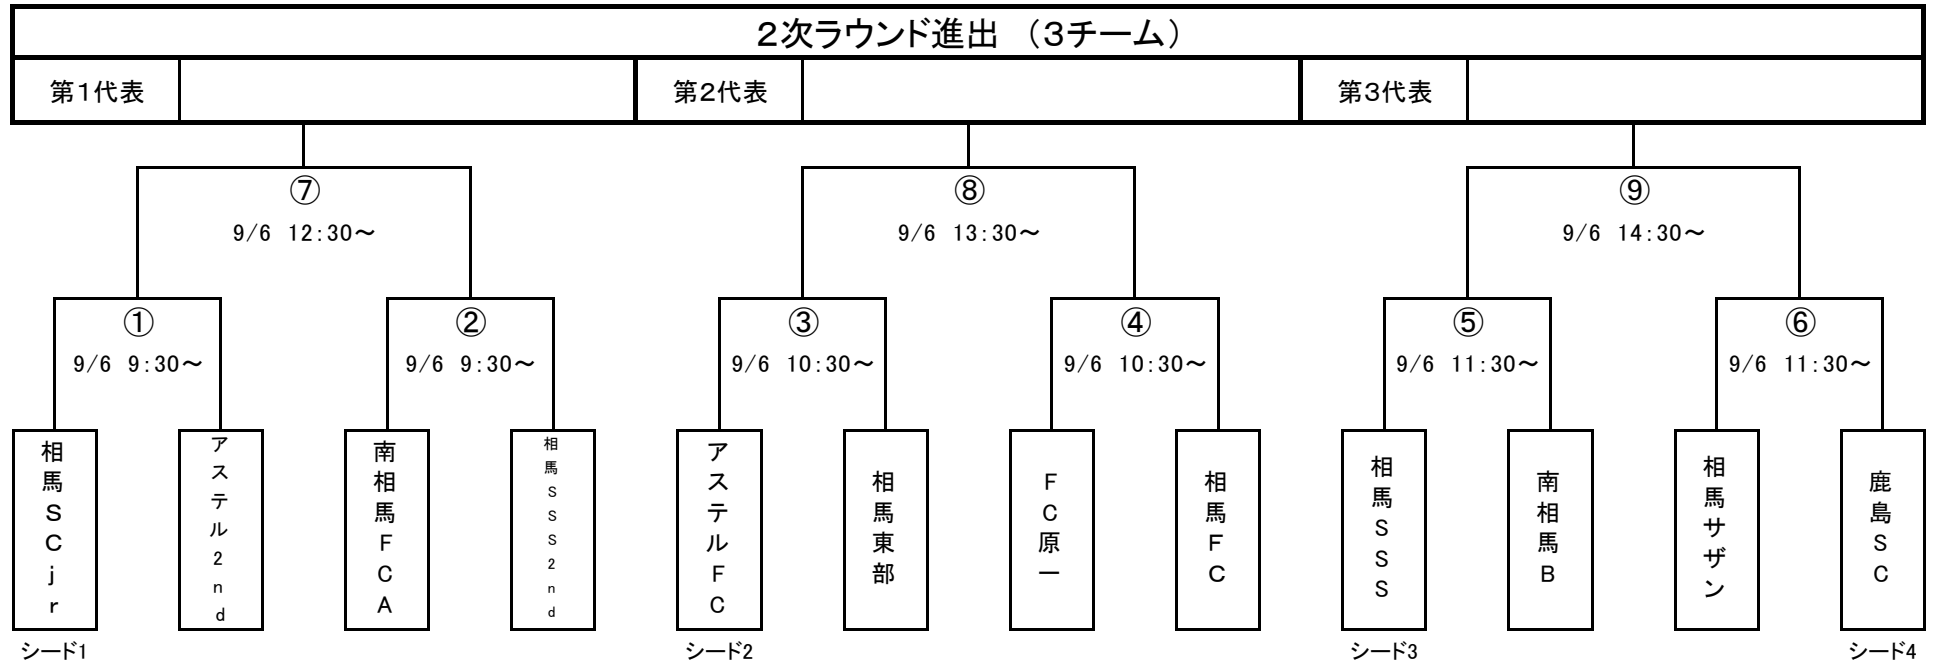 ２次ラウンド進出　（３チーム）
第１代表
第２代表
第３代表
⑦
⑧
⑨
9/6　12：30～
9/6　13：30～
9/6　14：30～
①
②
③
④
⑤
⑥
9/6　9：30～
9/6　9：30～
9/6　10：30～
9/6　10：30～
9/6　11：30～
9/6　11：30～
相馬ＳＣｊｒ
アステル２ｎｄ
南相馬ＦＣＡ
相馬ＳＳＳ２ｎｄ
アステルＦＣ
相馬東部
ＦＣ原一
相馬ＦＣ
相馬ＳＳＳ
南相馬Ｂ
相馬サザン
鹿島ＳＣ
シード1
シード2
シード3
シード4